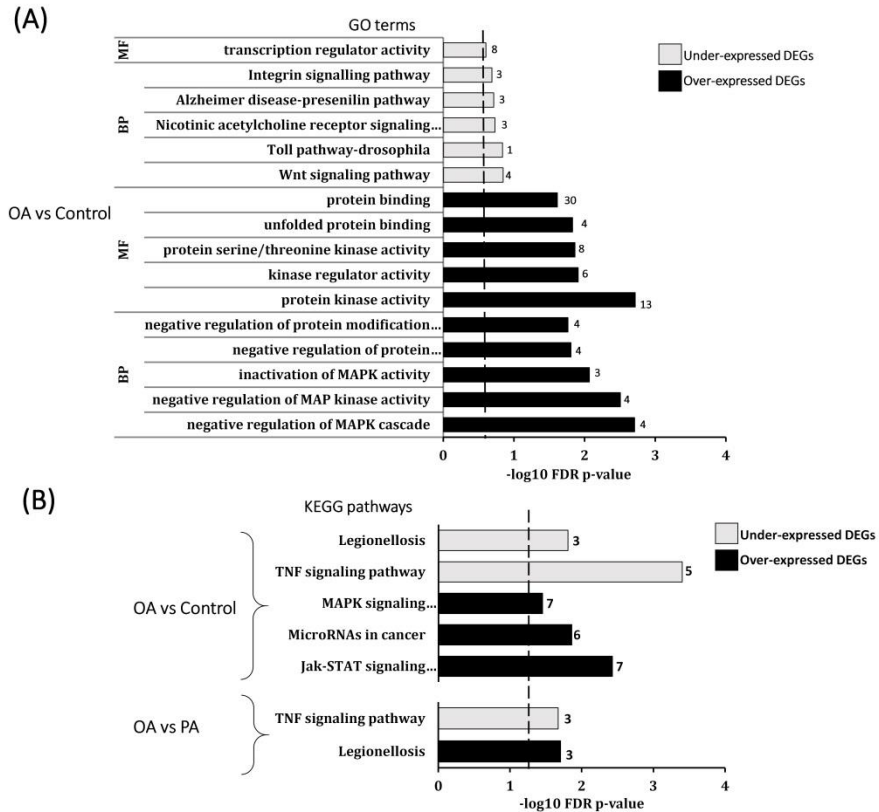 (A)
GO terms
MF
transcription regulator activity
8
Under-expressed DEGs
Over-expressed DEGs
BP
Integrin signalling pathway
3
Alzheimer disease-presenilin pathway
3
Nicotinic acetylcholine receptor signaling...
3
Toll pathway-drosophila
1
Wnt signaling pathway
4
OA vs Control
MF
protein binding
30
unfolded protein binding
4
protein serine/threonine kinase activity
8
kinase regulator activity
6
protein kinase activity
13
BP
negative regulation of protein modification...
4
negative regulation of protein...
4
inactivation of MAPK activity
3
negative regulation of MAP kinase activity
4
negative regulation of MAPK cascade
4
0 1 2 3 4
-log10 FDR p-value
(B)
KEGG pathways
Under-expressed DEGs
Over-expressed DEGs
OA vs Control
Legionellosis
3
TNF signaling pathway
5
MAPK signaling...
7
MicroRNAs in cancer
6
Jak-STAT signaling...
7
OA vs PA
TNF signaling pathway
3
Legionellosis
3
0 1 2 3 4
-log10 FDR p-value